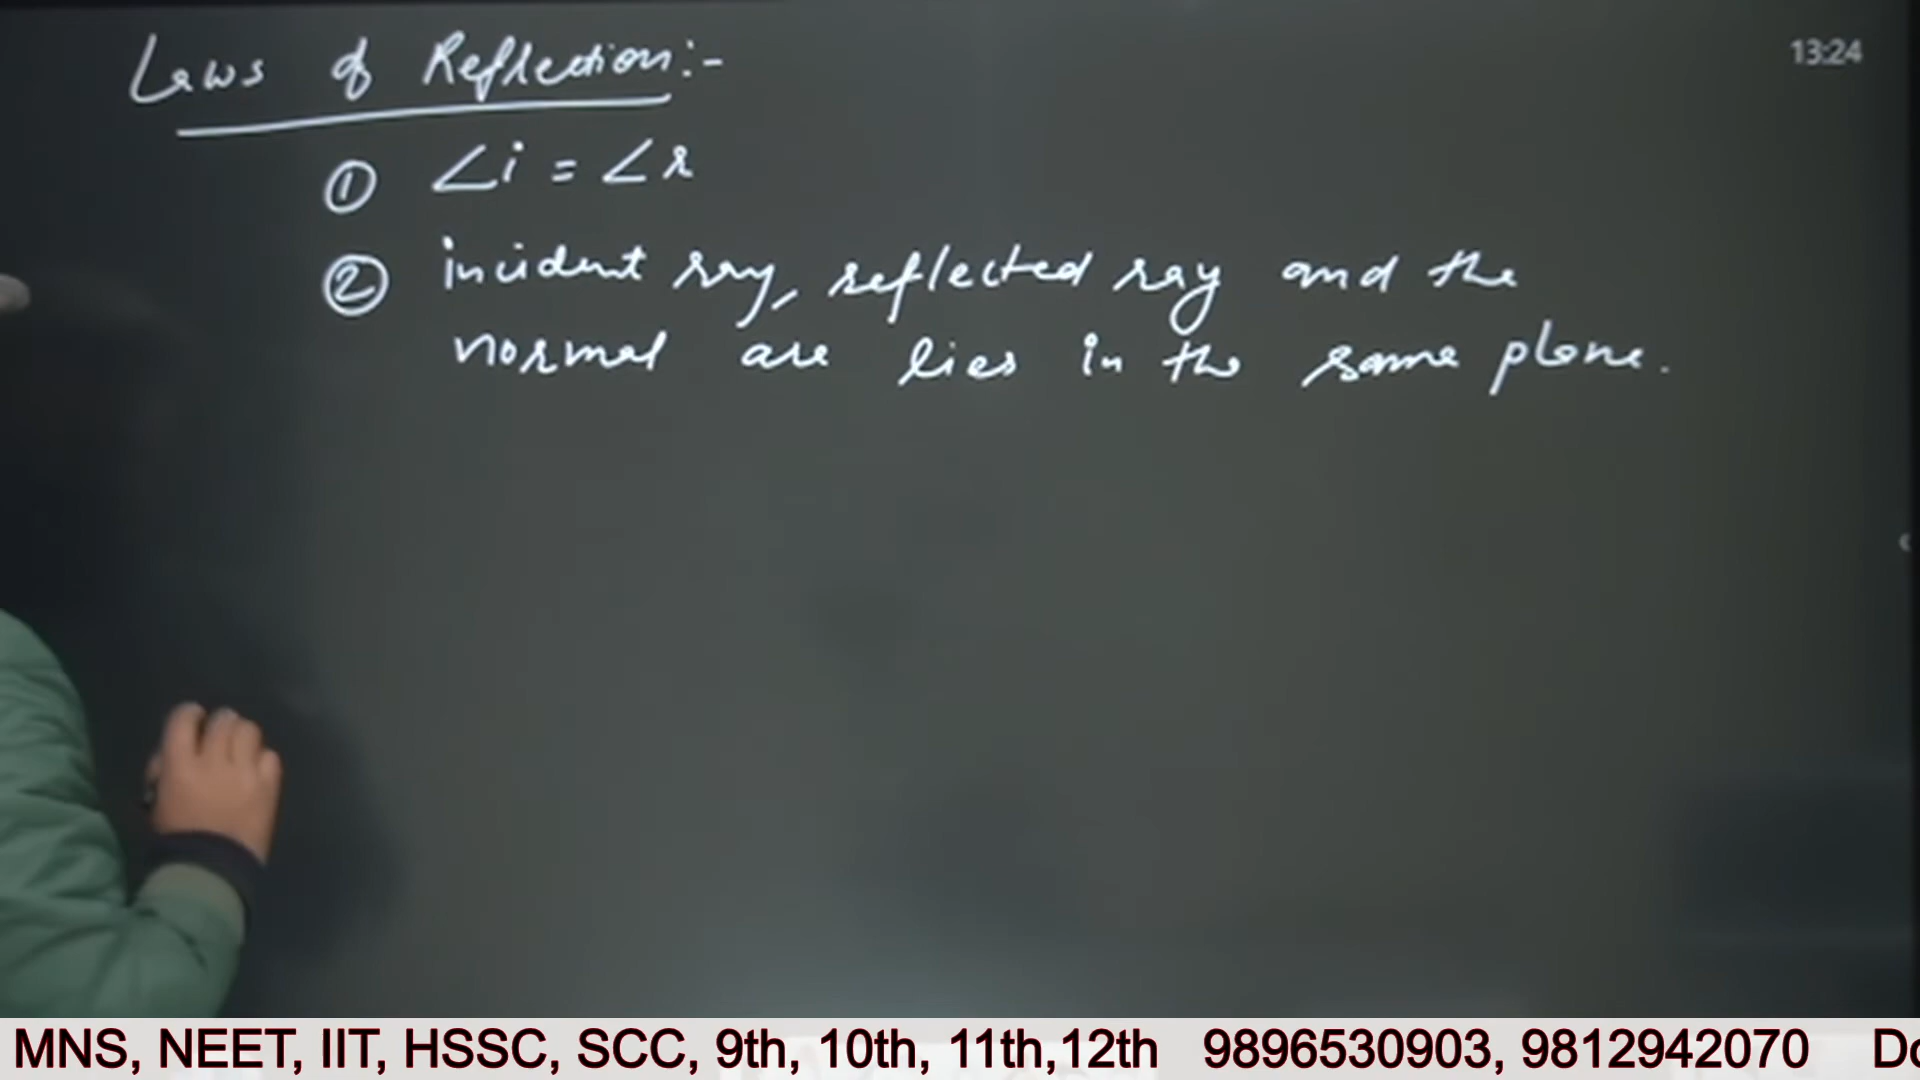 Laws of Reflection:-
13:24
① ∠i = ∠r
② incident ray, reflected ray and the
normal are lies in the same plane.
MNS, NEET, IIT, HSSC, SCC, 9th, 10th, 11th,12th 9896530903, 9812942070